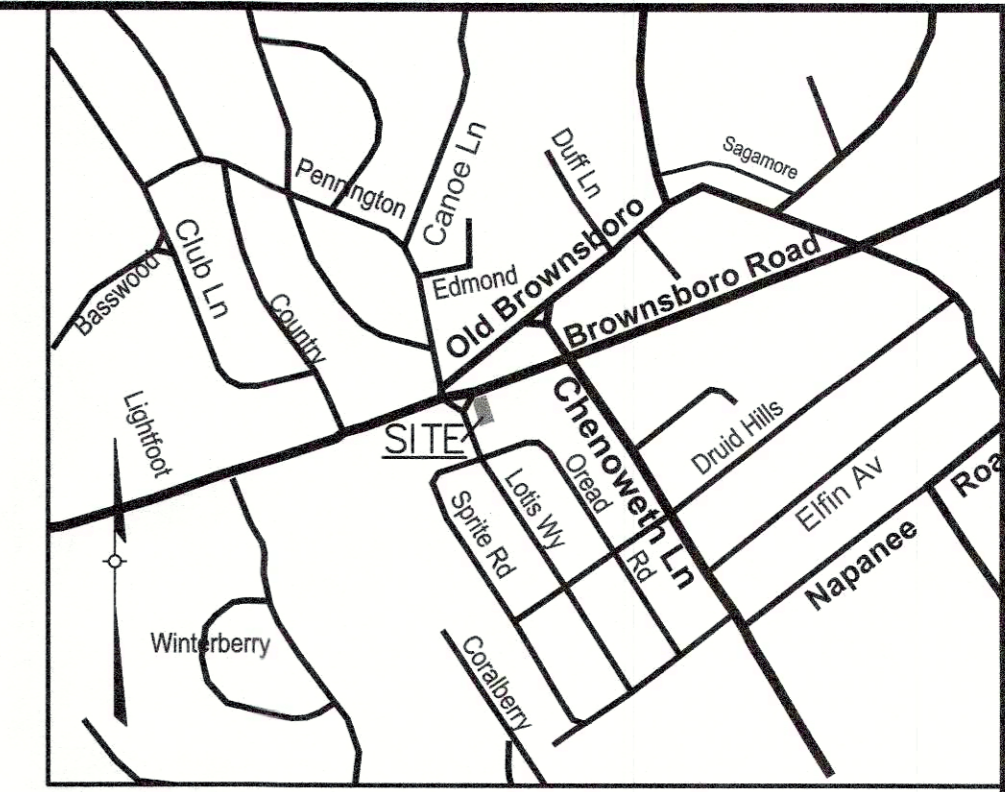 Sagamore
Duff Ln
Canoe Ln
Pennington
Old Brownsboro
Brownsboro Road
Edmond
Club Ln
Basswood
Country
Lightfoot
SITE
Chenoweth Ln
Druid Hills
Oread Rd
Lotis Wy
Sprite Rd
Elfin Av
Napanee
Roa
Winterberry
Coralberry